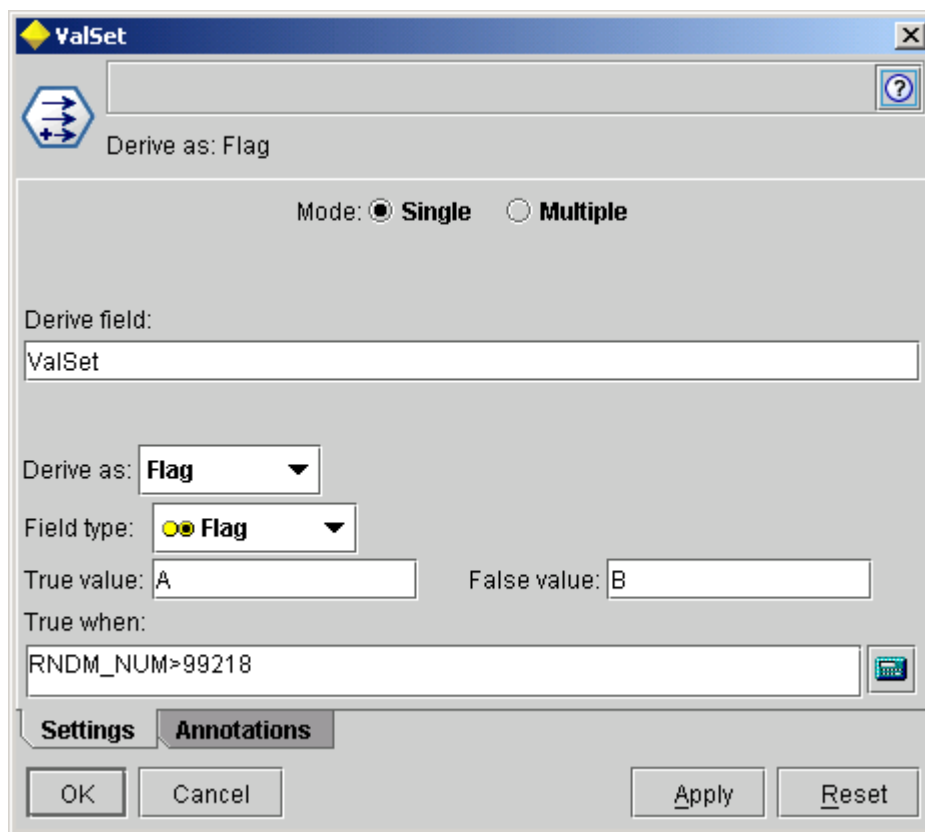 ValSet
Derive as: Flag
Mode: Single Multiple
Derive field:
ValSet
Derive as: Flag
Field type: Flag
True value: A False value: B
True when:
RNDM_NUM>99218
Settings Annotations
OK Cancel Apply Reset